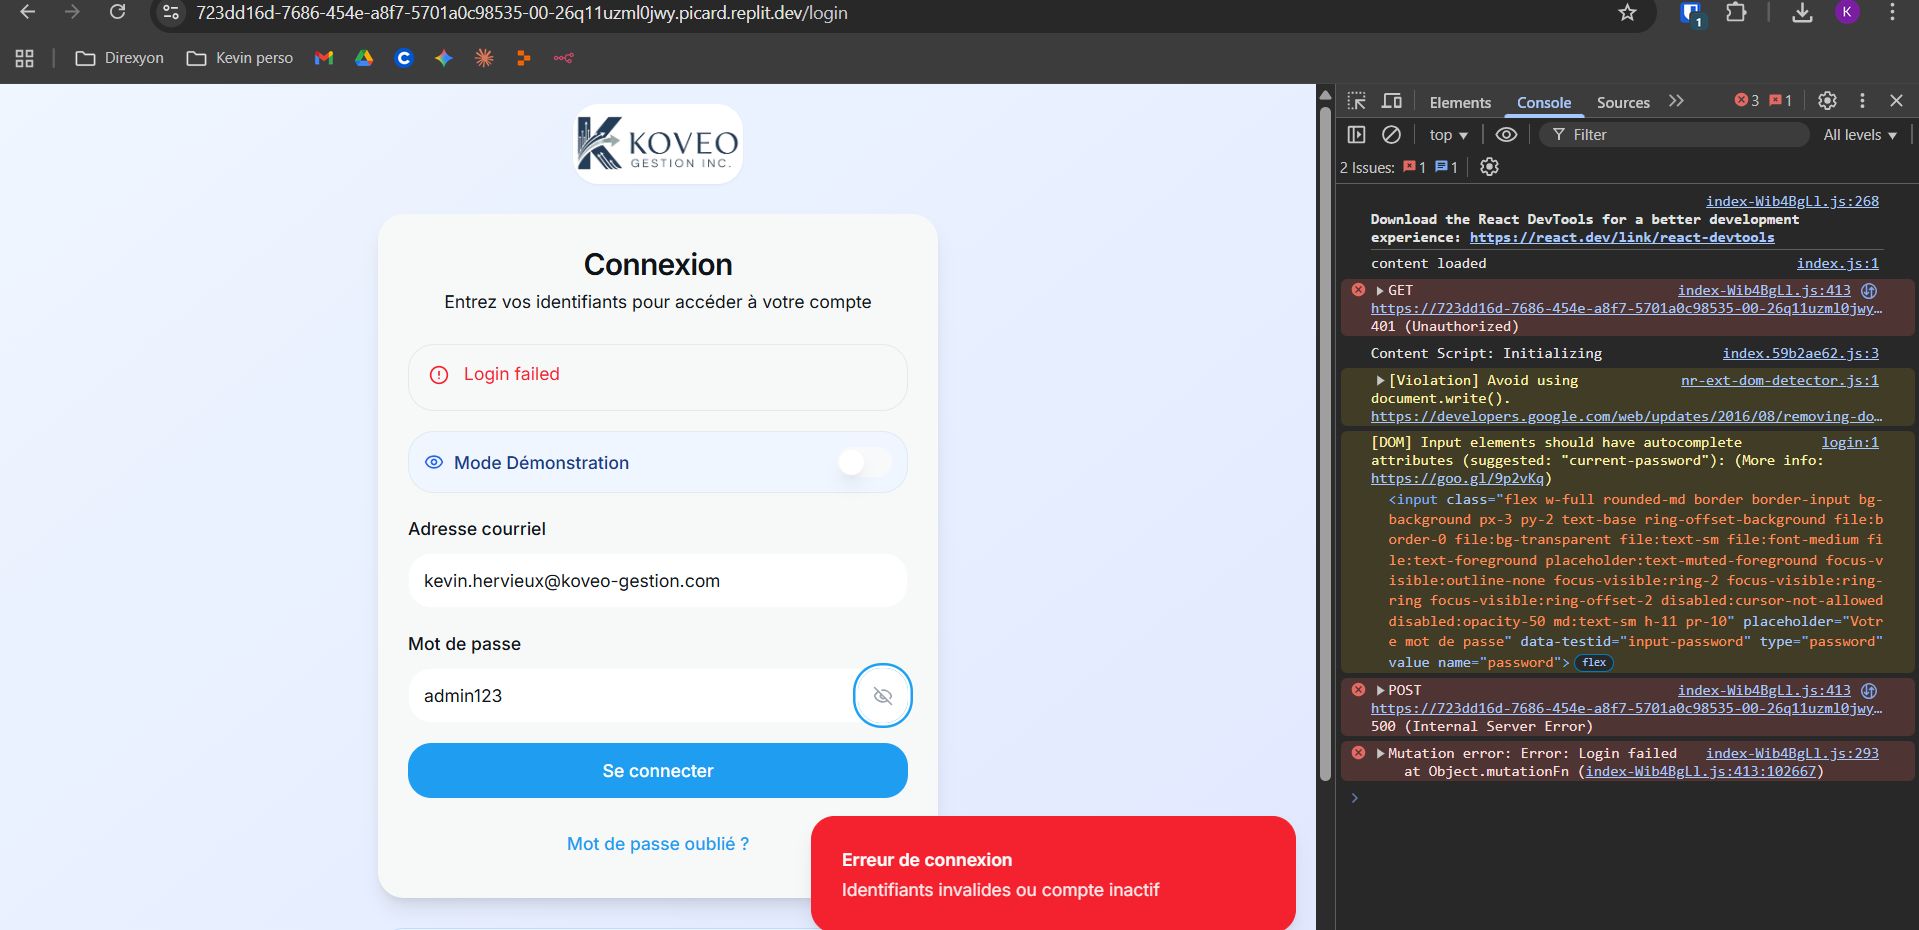 723dd16d-7686-454e-a8f7-5701a0c98535-00-26q11uzml0jwy.picard.replit.dev/login
1
K
Direxyon
Kevin perso
KOVEO
GESTION INC.
Connexion
Entrez vos identifiants pour accéder à votre compte
Login failed
Mode Démonstration
Adresse courriel
kevin.hervieux@koveo-gestion.com
Mot de passe
admin123
Se connecter
Mot de passe oublié ?
Erreur de connexion
Identifiants invalides ou compte inactif
Elements Console Sources 3 1
top Filter All levels
2 Issues: 1 1
index-Wib4BgLl.js:268
Download the React DevTools for a better development
experience: https://react.dev/link/react-devtools
content loaded index.js:1
GET index-Wib4BgLl.js:413
https://723dd16d-7686-454e-a8f7-5701a0c98535-00-26q11uzml0jwy…
401 (Unauthorized)
Content Script: Initializing index.59b2ae62.js:3
[Violation] Avoid using nr-ext-dom-detector.js:1
document.write().
https://developers.google.com/web/updates/2016/08/removing-do…
[DOM] Input elements should have autocomplete login:1
attributes (suggested: "current-password"): (More info:
https://goo.gl/9p2vKq)
<input class="flex w-full rounded-md border border-input bg-
background px-3 py-2 text-base ring-offset-background file:b
order-0 file:bg-transparent file:text-sm file:font-medium fi
le:text-foreground placeholder:text-muted-foreground focus-v
isible:outline-none focus-visible:ring-2 focus-visible:ring-
ring focus-visible:ring-offset-2 disabled:cursor-not-allowed
disabled:opacity-50 md:text-sm h-11 pr-10" placeholder="Votr
e mot de passe" data-testid="input-password" type="password"
value name="password"> flex
POST index-Wib4BgLl.js:413
https://723dd16d-7686-454e-a8f7-5701a0c98535-00-26q11uzml0jwy…
500 (Internal Server Error)
Mutation error: Error: Login failed index-Wib4BgLl.js:293
at Object.mutationFn (index-Wib4BgLl.js:413:102667)